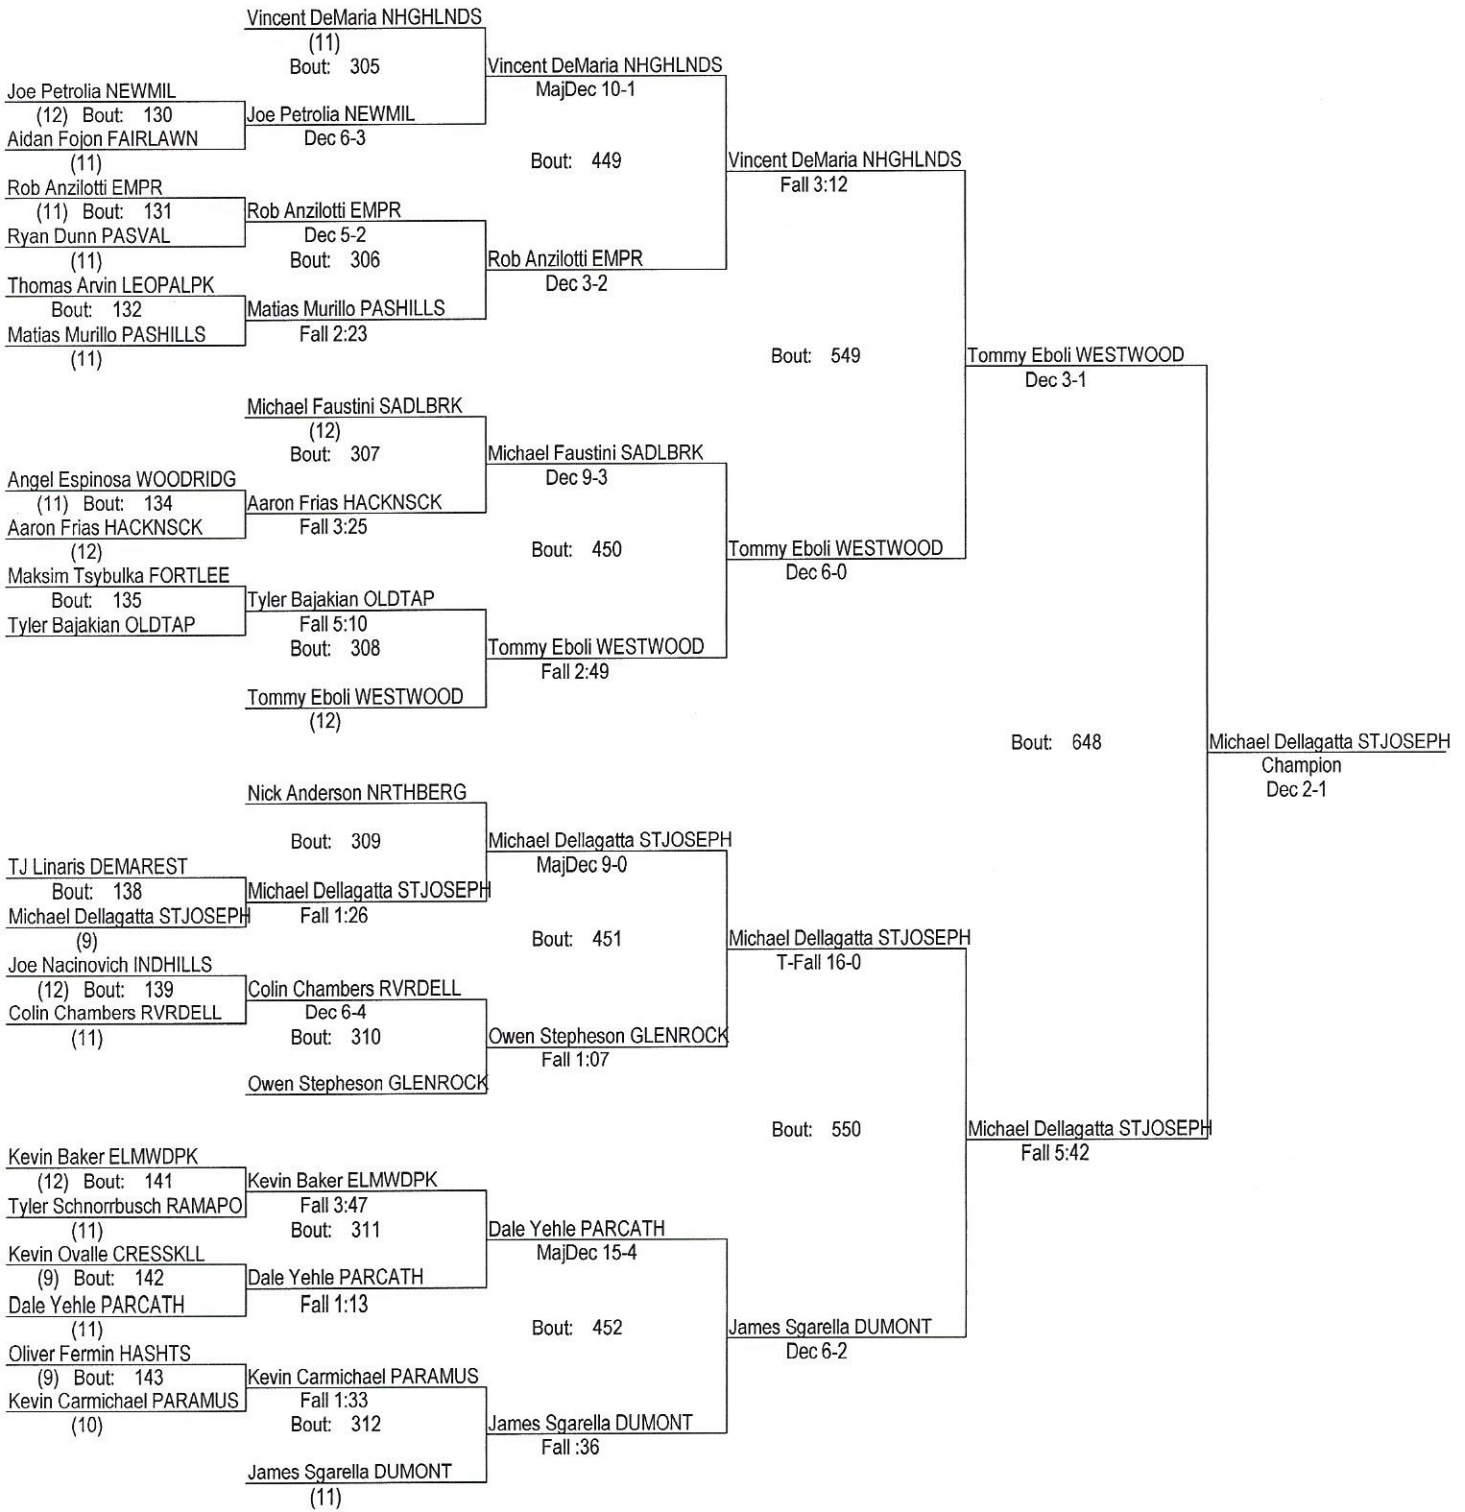 Vincent DeMaria NHGHLNDS
(11)
Bout: 305
Vincent DeMaria NHGHLNDS
MajDec 10-1
Joe Petrolia NEWMIL
(12) Bout: 130
Joe Petrolia NEWMIL
Dec 6-3
Aidan Fojon FAIRLAWN
(11)
Bout: 449
Vincent DeMaria NHGHLNDS
Fall 3:12
Rob Anzilotti EMPR
(11) Bout: 131
Rob Anzilotti EMPR
Dec 5-2
Ryan Dunn PASVAL
(11)
Bout: 306
Rob Anzilotti EMPR
Dec 3-2
Thomas Arvin LEOPALPK
Bout: 132
Matias Murillo PASHILLS
Fall 2:23
Matias Murillo PASHILLS
(11)
Bout: 549
Tommy Eboli WESTWOOD
Dec 3-1
Michael Faustini SADLBRK
(12)
Bout: 307
Michael Faustini SADLBRK
Dec 9-3
Angel Espinosa WOODRIDG
(11) Bout: 134
Aaron Frias HACKNSCK
Fall 3:25
Aaron Frias HACKNSCK
(12)
Bout: 450
Tommy Eboli WESTWOOD
Dec 6-0
Maksim Tsybulka FORTLEE
Bout: 135
Tyler Bajakian OLDTAP
Fall 5:10
Tyler Bajakian OLDTAP
Bout: 308
Tommy Eboli WESTWOOD
Fall 2:49
Tommy Eboli WESTWOOD
(12)
Bout: 648
Michael Dellagatta STJOSEPH
Champion
Dec 2-1
Nick Anderson NRTHBERG
Bout: 309
Michael Dellagatta STJOSEPH
MajDec 9-0
TJ Linaris DEMAREST
Bout: 138
Michael Dellagatta STJOSEPH
Fall 1:26
Michael Dellagatta STJOSEPH
(9)
Bout: 451
Michael Dellagatta STJOSEPH
T-Fall 16-0
Joe Nacinovich INDHILLS
(12) Bout: 139
Colin Chambers RVRDELL
Dec 6-4
Colin Chambers RVRDELL
(11)
Bout: 310
Owen Stepheson GLENROCK
Fall 1:07
Owen Stepheson GLENROCK
Bout: 550
Michael Dellagatta STJOSEPH
Fall 5:42
Kevin Baker ELMWDPK
(12) Bout: 141
Kevin Baker ELMWDPK
Fall 3:47
Tyler Schnorrbusch RAMAPO
(11)
Bout: 311
Dale Yehle PARCATH
MajDec 15-4
Kevin Ovalle CRESSKLL
(9) Bout: 142
Dale Yehle PARCATH
Fall 1:13
Dale Yehle PARCATH
(11)
Bout: 452
James Sgarella DUMONT
Dec 6-2
Oliver Fermin HASHTS
(9) Bout: 143
Kevin Carmichael PARAMUS
Fall 1:33
Kevin Carmichael PARAMUS
(10)
Bout: 312
James Sgarella DUMONT
Fall :36
James Sgarella DUMONT
(11)